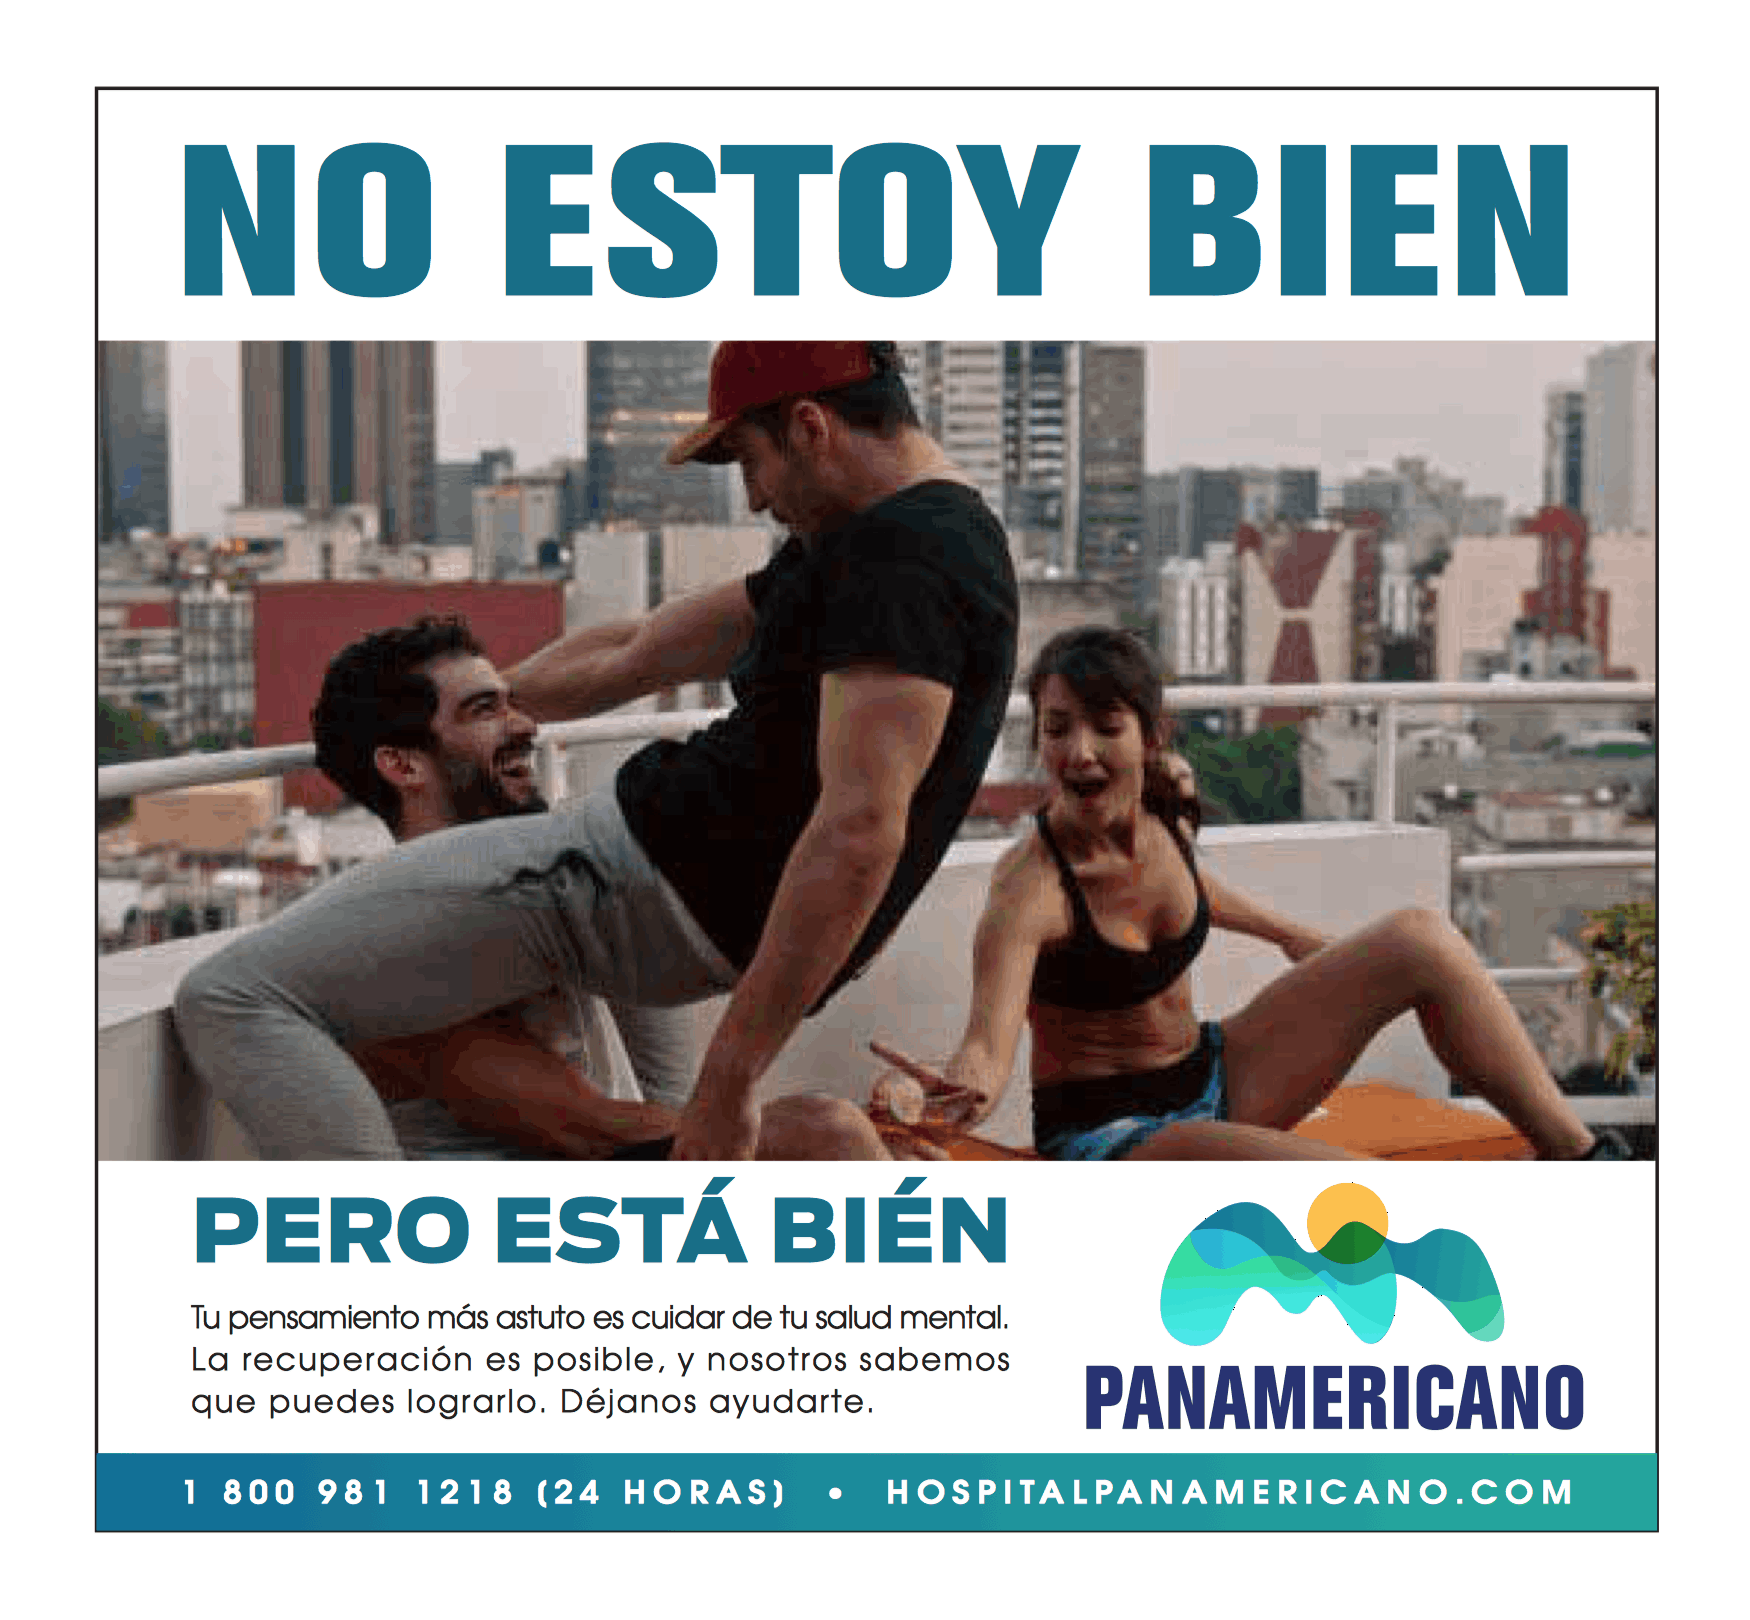 NO ESTOY BIEN
PERO ESTÁ BIÉN
Tu pensamiento más astuto es cuidar de tu salud mental.
La recuperación es posible, y nosotros sabemos
que puedes lograrlo. Déjanos ayudarte.
PANAMERICANO
1 800 981 1218 (24 HORAS) • HOSPITALPANAMERICANO.COM